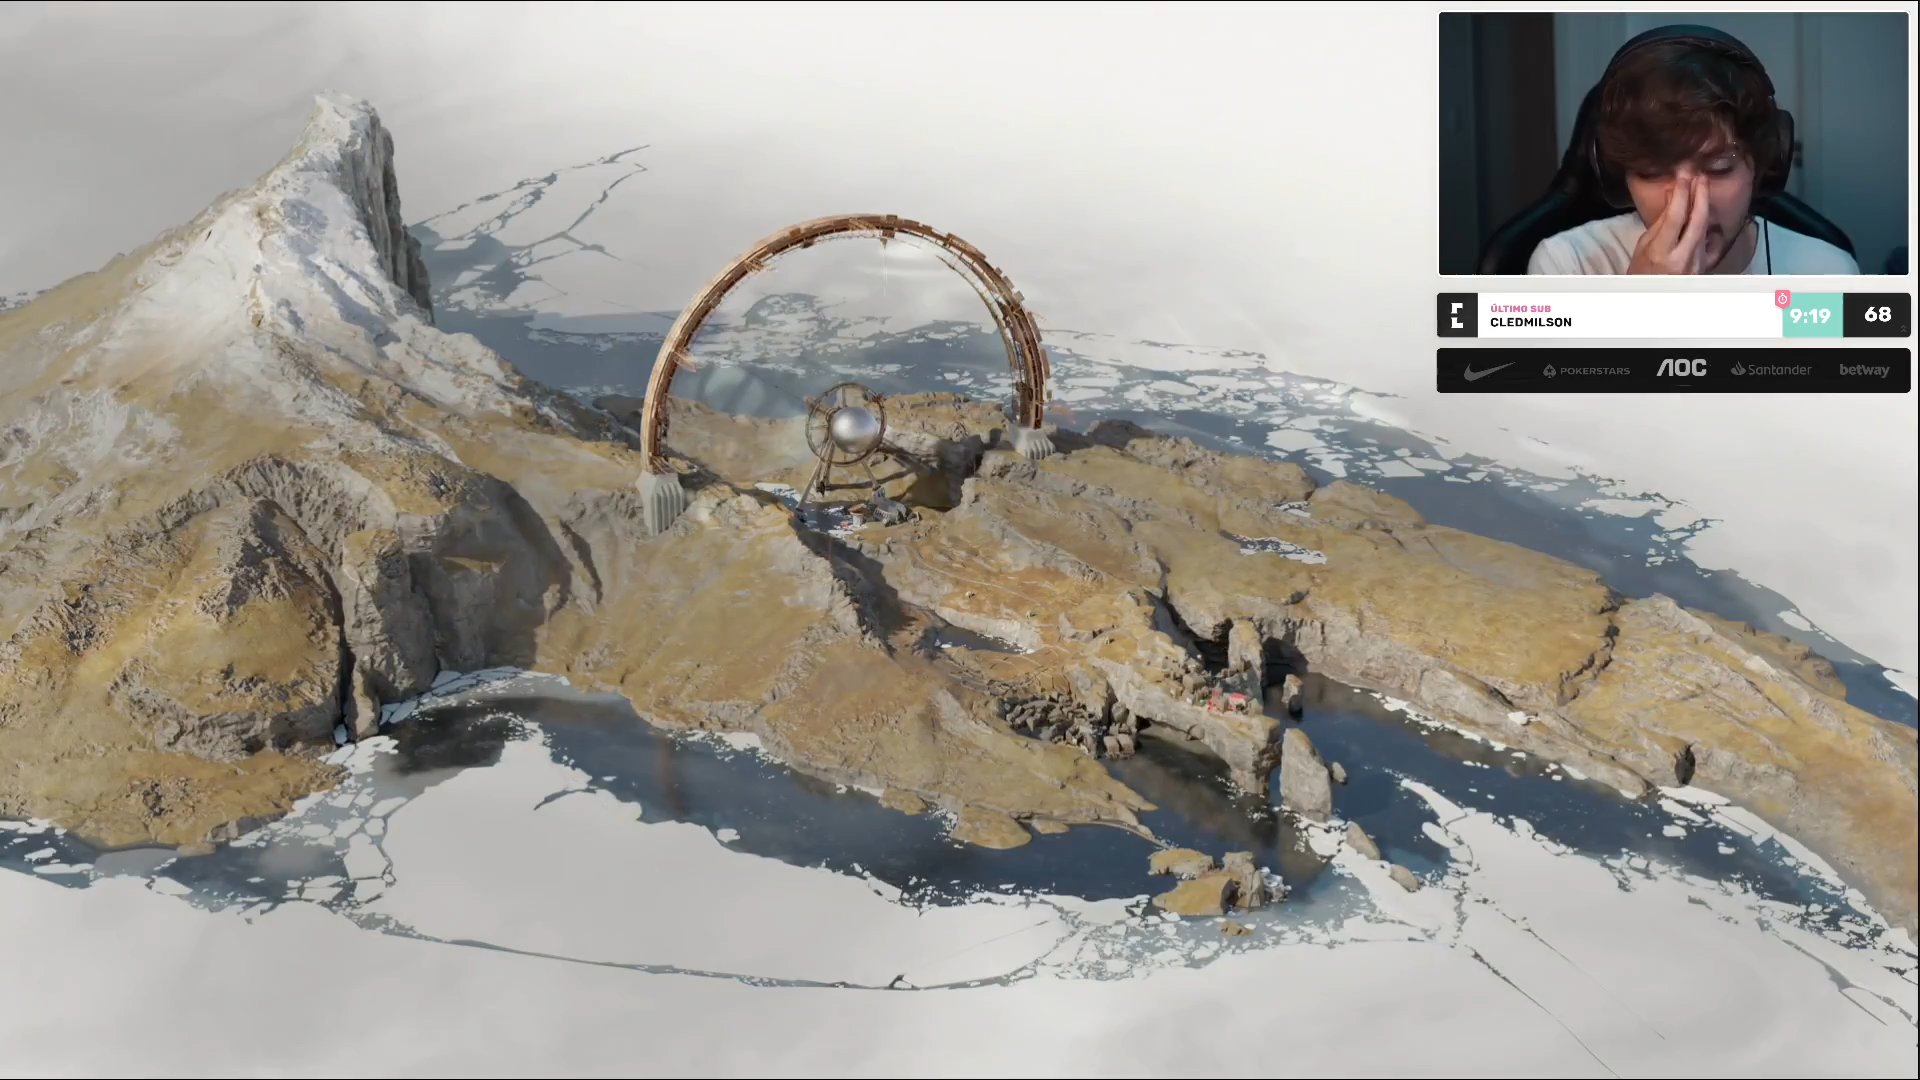 ÚLTIMO SUB
CLEDMILSON
9:19
68
POKERSTARS
AOC
Santander
betway